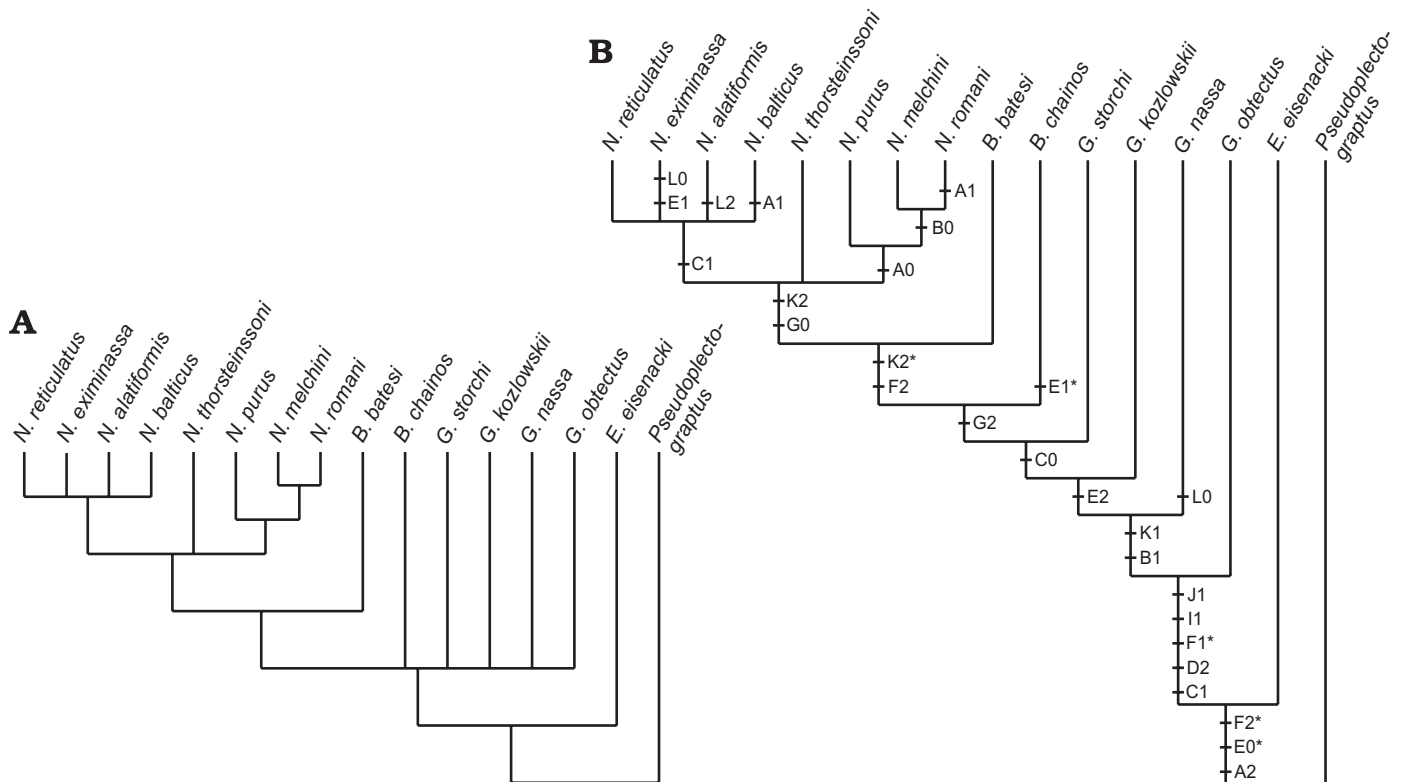 B
N. reticulatus
N. eximinassa
N. alatiformis
N. balticus
N. thorsteinssoni
N. purus
N. melchini
N. romani
B. batesi
B. chainos
G. storchi
G. kozlowskii
G. nassa
G. obtectus
E. eisenacki
Pseudoplecto-
graptus
L0
E1
L2
A1
A1
B0
C1
A0
K2
G0
K2*
F2
E1*
G2
C0
E2
L0
K1
B1
J1
I1
F1*
D2
C1
F2*
E0*
A2
A
N. reticulatus
N. eximinassa
N. alatiformis
N. balticus
N. thorsteinssoni
N. purus
N. melchini
N. romani
B. batesi
B. chainos
G. storchi
G. kozlowskii
G. nassa
G. obtectus
E. eisenacki
Pseudoplecto-
graptus